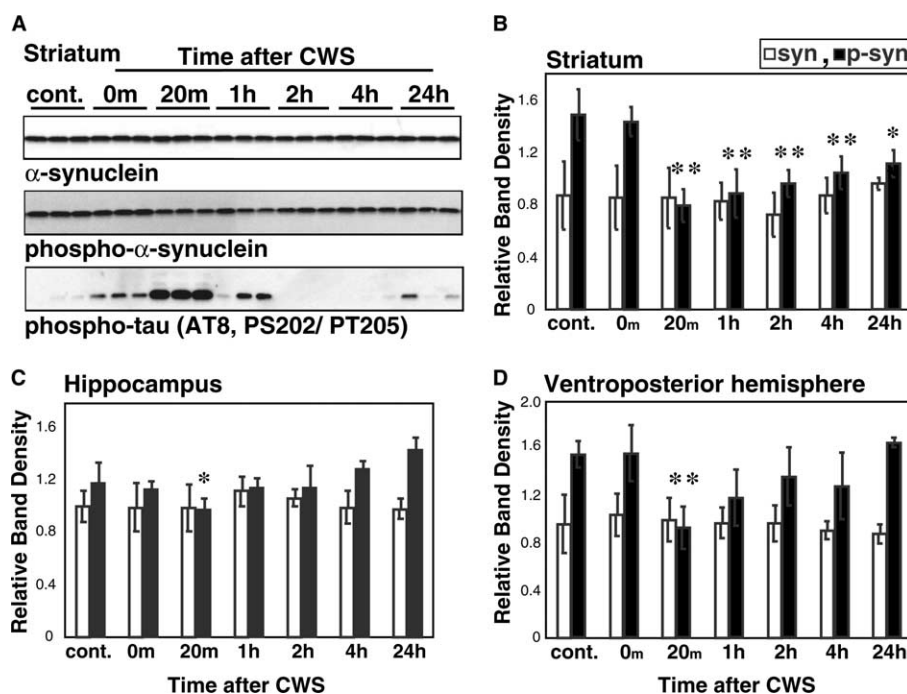 A
Striatum Time after CWS
cont. 0m 20m 1h 2h 4h 24h
α-synuclein
phospho-α-synuclein
phospho-tau (AT8, PS202/ PT205)
B
syn , p-syn
Striatum
Relative Band Density
1.6
1.2
0.8
0.4
0
** ** ** ** *
cont. 0m 20m 1h 2h 4h 24h
C Hippocampus
Relative Band Density
1.6
1.2
0.8
0.4
0
*
cont. 0m 20m 1h 2h 4h 24h
Time after CWS
D Ventroposterior hemisphere
Relative Band Density
2.0
1.6
1.2
0.8
0.4
0
**
cont. 0m 20m 1h 2h 4h 24h
Time after CWS